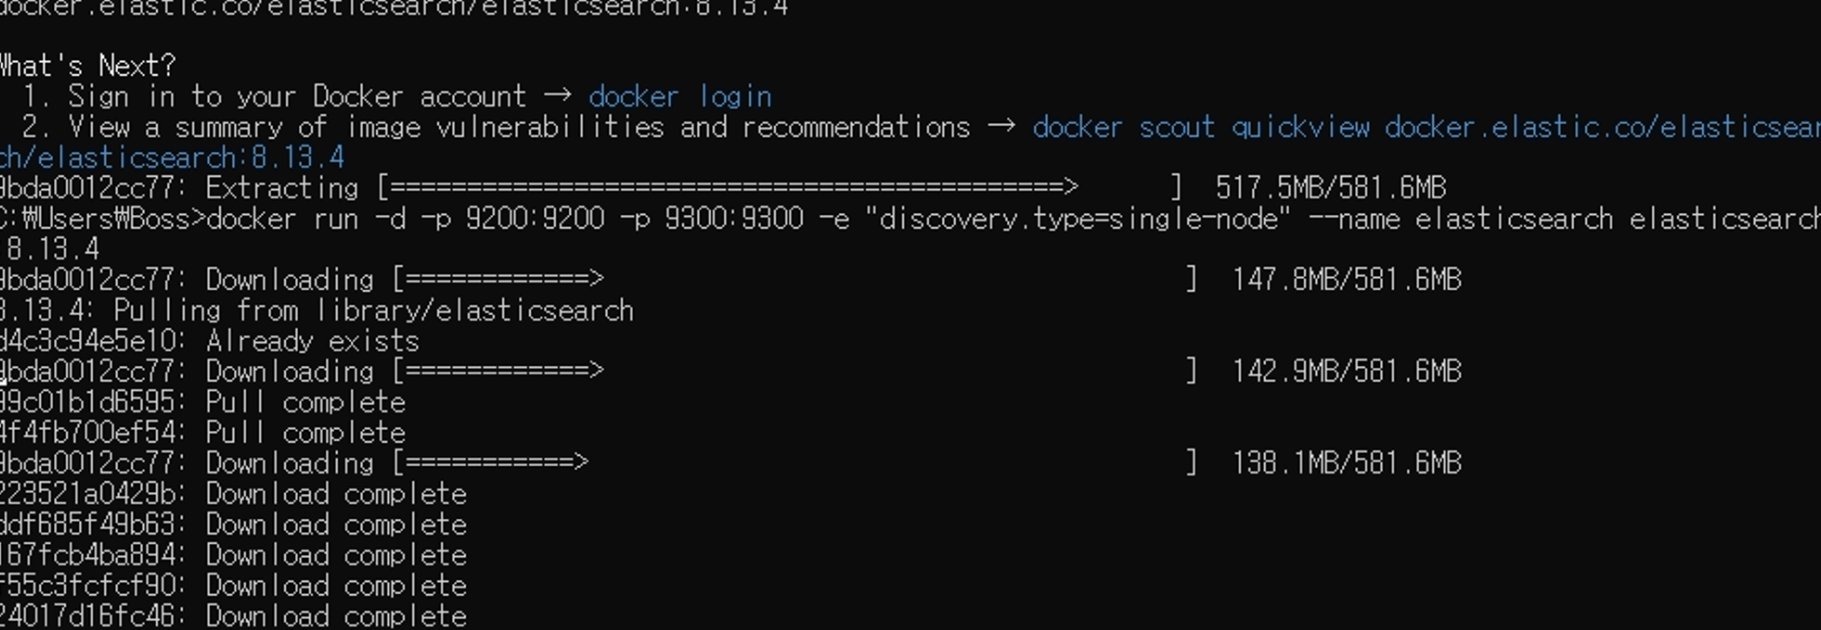 docker.elastic.co/elasticsearch/elasticsearch:8.13.4
What's Next?
1. Sign in to your Docker account → docker login
2. View a summary of image vulnerabilities and recommendations → docker scout quickview docker.elastic.co/elasticsear
ch/elasticsearch:8.13.4
9bda0012cc77: Extracting [============================================>      ]  517.5MB/581.6MB
C:₩Users₩Boss>docker run -d -p 9200:9200 -p 9300:9300 -e "discovery.type=single-node" --name elasticsearch elasticsearch
:8.13.4
9bda0012cc77: Downloading [============>                                      ]  147.8MB/581.6MB
8.13.4: Pulling from library/elasticsearch
d4c3c94e5e10: Already exists
9bda0012cc77: Downloading [============>                                      ]  142.9MB/581.6MB
99c01b1d6595: Pull complete
4f4fb700ef54: Pull complete
9bda0012cc77: Downloading [===========>                                       ]  138.1MB/581.6MB
223521a0429b: Download complete
ddf685f49b63: Download complete
167fcb4ba894: Download complete
f55c3fcfcf90: Download complete
24017d16fc46: Download complete